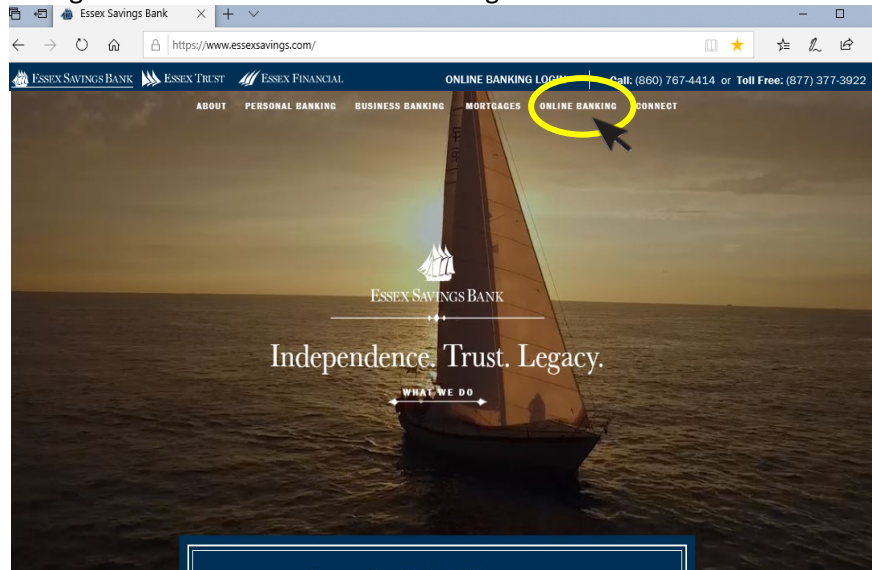 Essex Savings Bank
https://www.essexsavings.com/
ESSEX SAVINGS BANK ESSEX TRUST ESSEX FINANCIAL ONLINE BANKING LOGIN Call: (860) 767-4414 or Toll Free: (877) 377-3922
ABOUT PERSONAL BANKING BUSINESS BANKING MORTGAGES ONLINE BANKING CONNECT
ESSEX SAVINGS BANK
Independence. Trust. Legacy.
WHAT WE DO